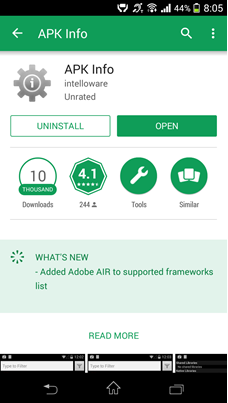 44% 8:05
APK Info
APK Info
intelloware
Unrated
UNINSTALL
OPEN
10
THOUSAND
Downloads
4.1
244
Tools
Similar
WHAT'S NEW
- Added Adobe AIR to supported frameworks
list
READ MORE
Type to Filter
Type to Filter